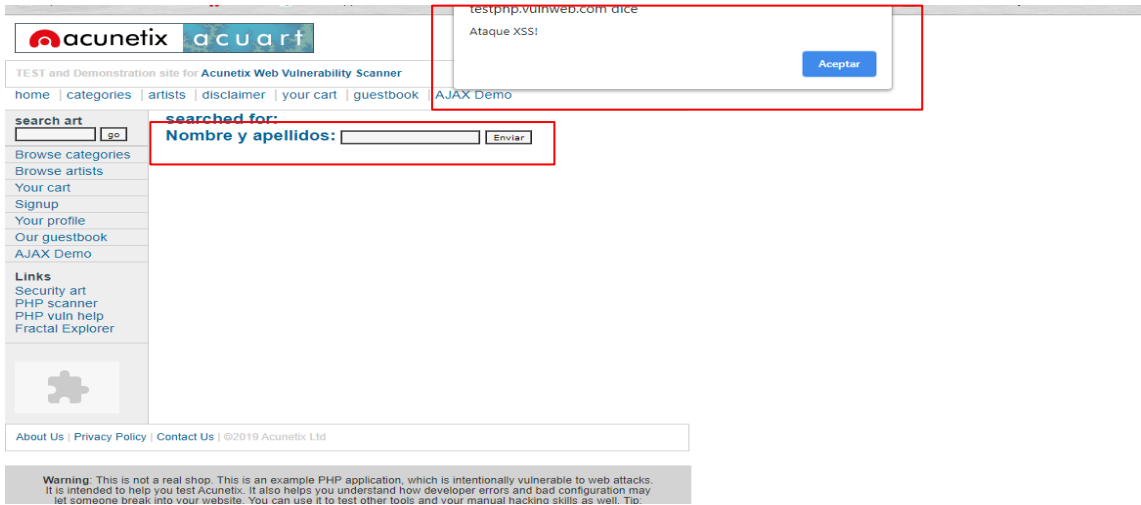 testphp.vulnweb.com dice
Ataque XSS!
Aceptar
acunetix acuart
TEST and Demonstration site for Acunetix Web Vulnerability Scanner
home | categories | artists | disclaimer | your cart | guestbook | AJAX Demo
search art
go
Browse categories
Browse artists
Your cart
Signup
Your profile
Our guestbook
AJAX Demo
Links
Security art
PHP scanner
PHP vuln help
Fractal Explorer
searched for:
Nombre y apellidos:
Enviar
About Us | Privacy Policy | Contact Us | ©2019 Acunetix Ltd
Warning: This is not a real shop. This is an example PHP application, which is intentionally vulnerable to web attacks.
It is intended to help you test Acunetix. It also helps you understand how developer errors and bad configuration may
let someone break into your website. You can use it to test other tools and your manual hacking skills as well. Tip: